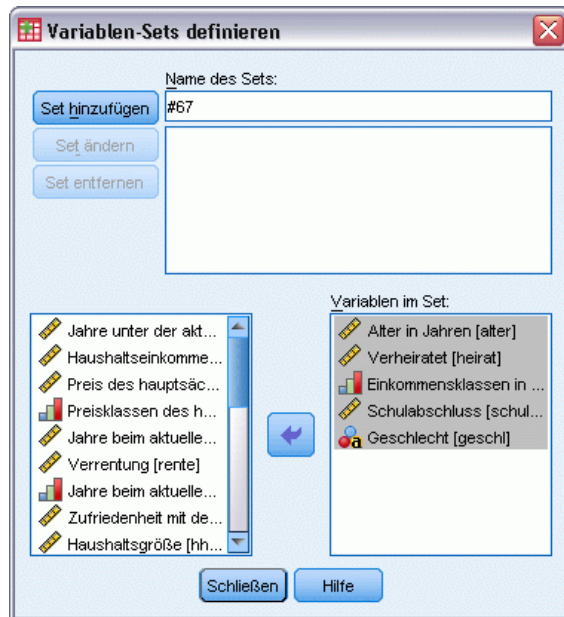 Variablen-Sets definieren
Name des Sets:
Set hinzufügen
#67
Set ändern
Set entfernen
Jahre unter der akt...
Haushaltseinkomme...
Preis des hauptsäc...
Preisklassen des h...
Jahre beim aktuelle...
Verrentung [rente]
Jahre beim aktuelle...
Zufriedenheit mit de...
Haushaltsgröße [hh...
Variablen im Set:
Alter in Jahren [alter]
Verheiratet [heirat]
Einkommensklassen in ...
Schulabschluss [schul...
a Geschlecht [geschl]
Schließen
Hilfe